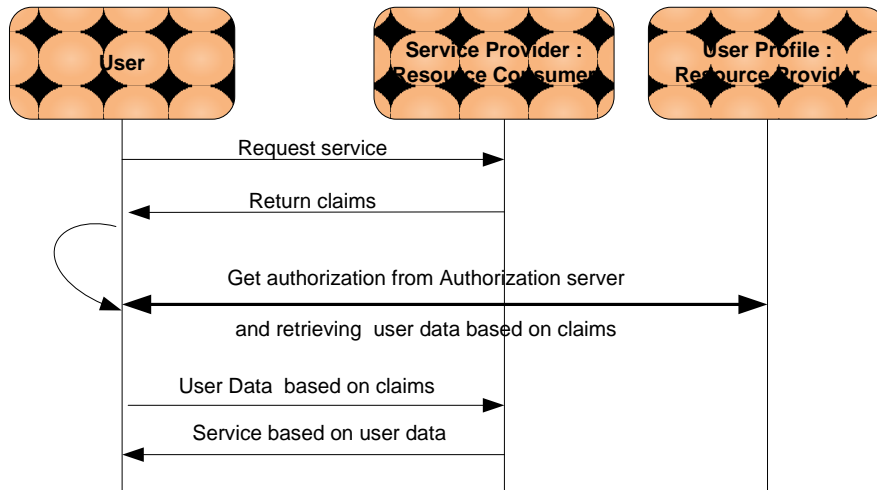 User
Service Provider :
Resource Consumer
User Profile :
Resource Provider
Request service
Return claims
Get authorization from Authorization server
and retrieving user data based on claims
User Data based on claims
Service based on user data